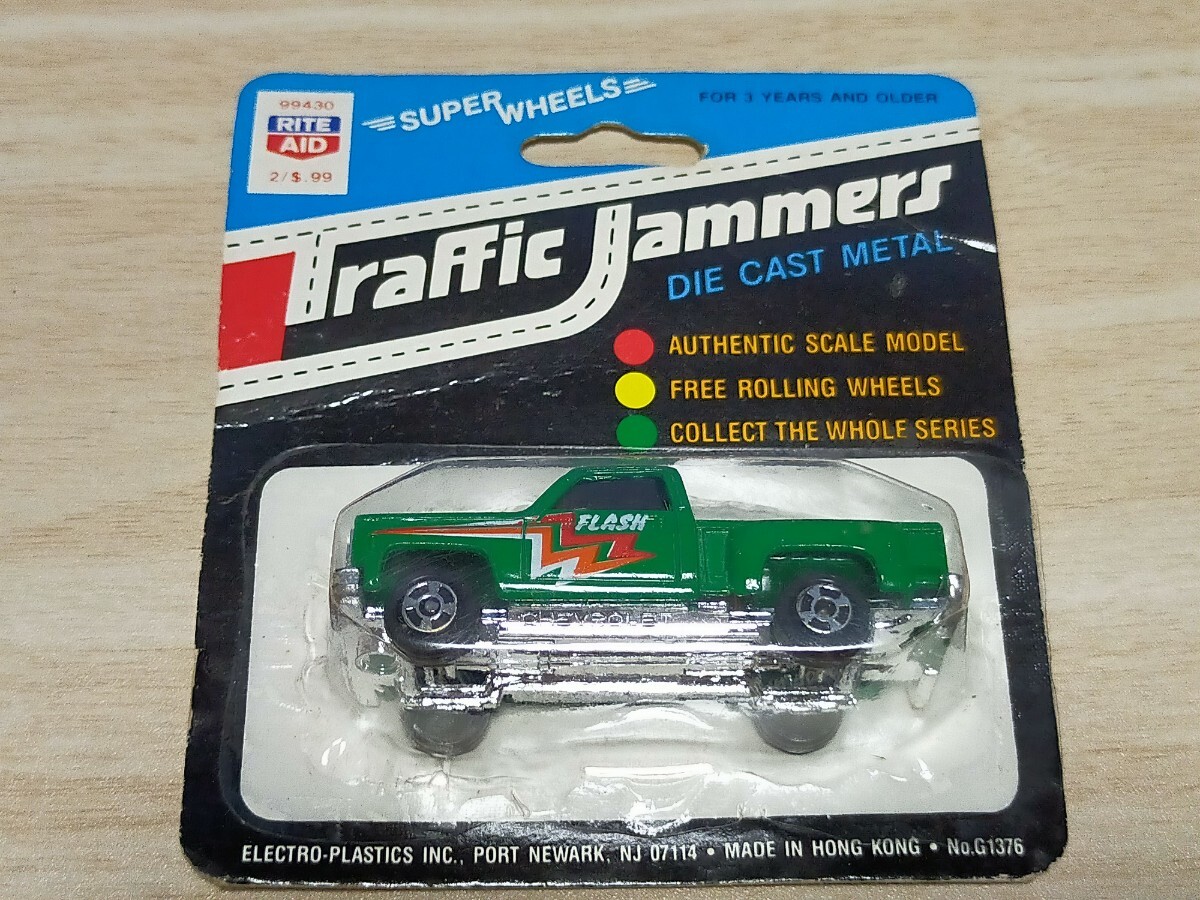 99430
RITE
AID
2/$.99
SUPER WHEELS
FOR 3 YEARS AND OLDER
Traffic Jammers
DIE CAST METAL
AUTHENTIC SCALE MODEL
FREE ROLLING WHEELS
COLLECT THE WHOLE SERIES
FLASH
CHEVROLET
ELECTRO-PLASTICS INC., PORT NEWARK, NJ 07114 • MADE IN HONG KONG • No.G1376